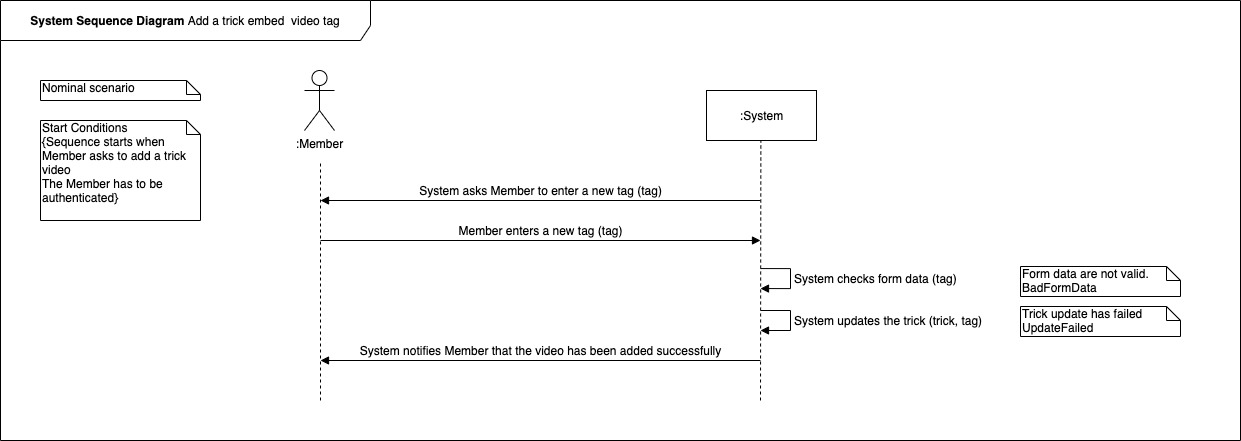 System Sequence Diagram Add a trick embed  video tag
Nominal scenario
Start Conditions
{Sequence starts when
Member asks to add a trick
video
The Member has to be
authenticated}
:Member
:System
System asks Member to enter a new tag (tag)
Member enters a new tag (tag)
System checks form data (tag)
Form data are not valid.
BadFormData
System updates the trick (trick, tag)
Trick update has failed
UpdateFailed
System notifies Member that the video has been added successfully